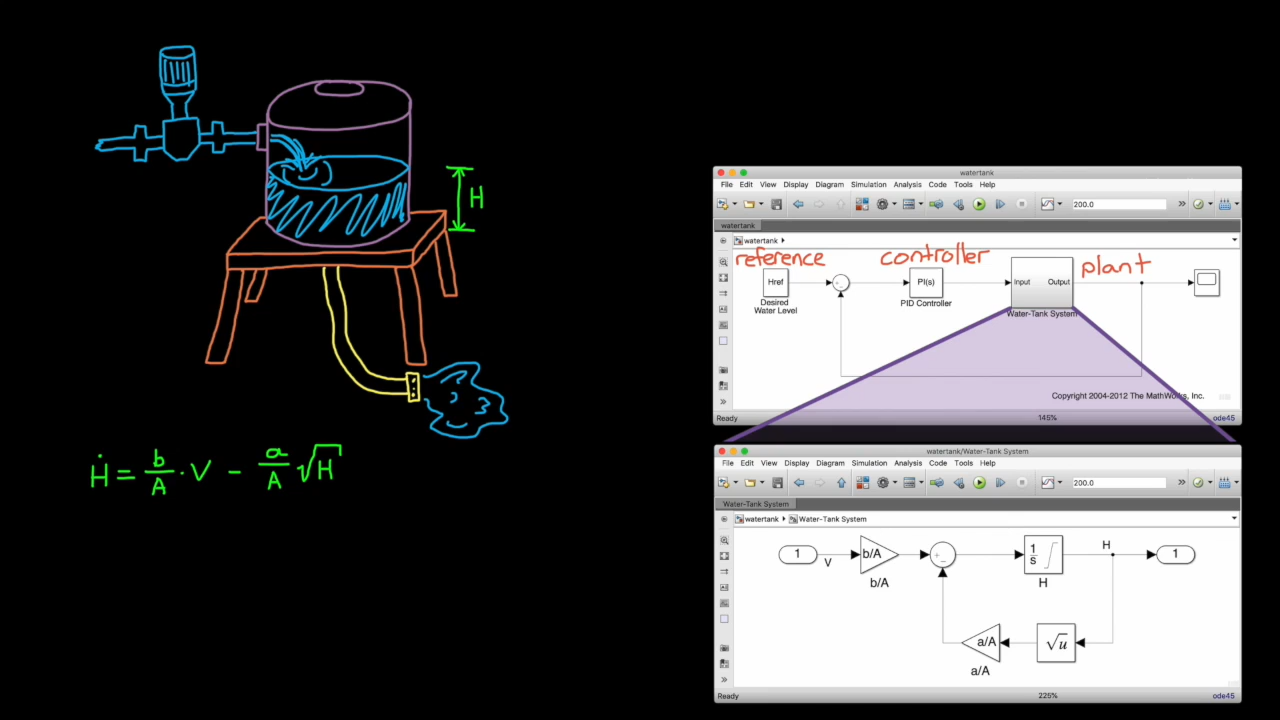 H
Ḣ = b/A · V − a/A √H
watertank
File Edit View Display Diagram Simulation Analysis Code Tools Help
200.0
watertank
watertank
reference
controller
plant
Href
Desired
Water Level
+
-
PI(s)
PID Controller
Input Output
Water-Tank System
Copyright 2004-2012 The MathWorks, Inc.
Ready 145% ode45
watertank/Water-Tank System
File Edit View Display Diagram Simulation Analysis Code Tools Help
200.0
Water-Tank System
watertank Water-Tank System
1
V
b/A
b/A
+
-
1/s
H
H
1
a/A
a/A
√u
Ready 225% ode45